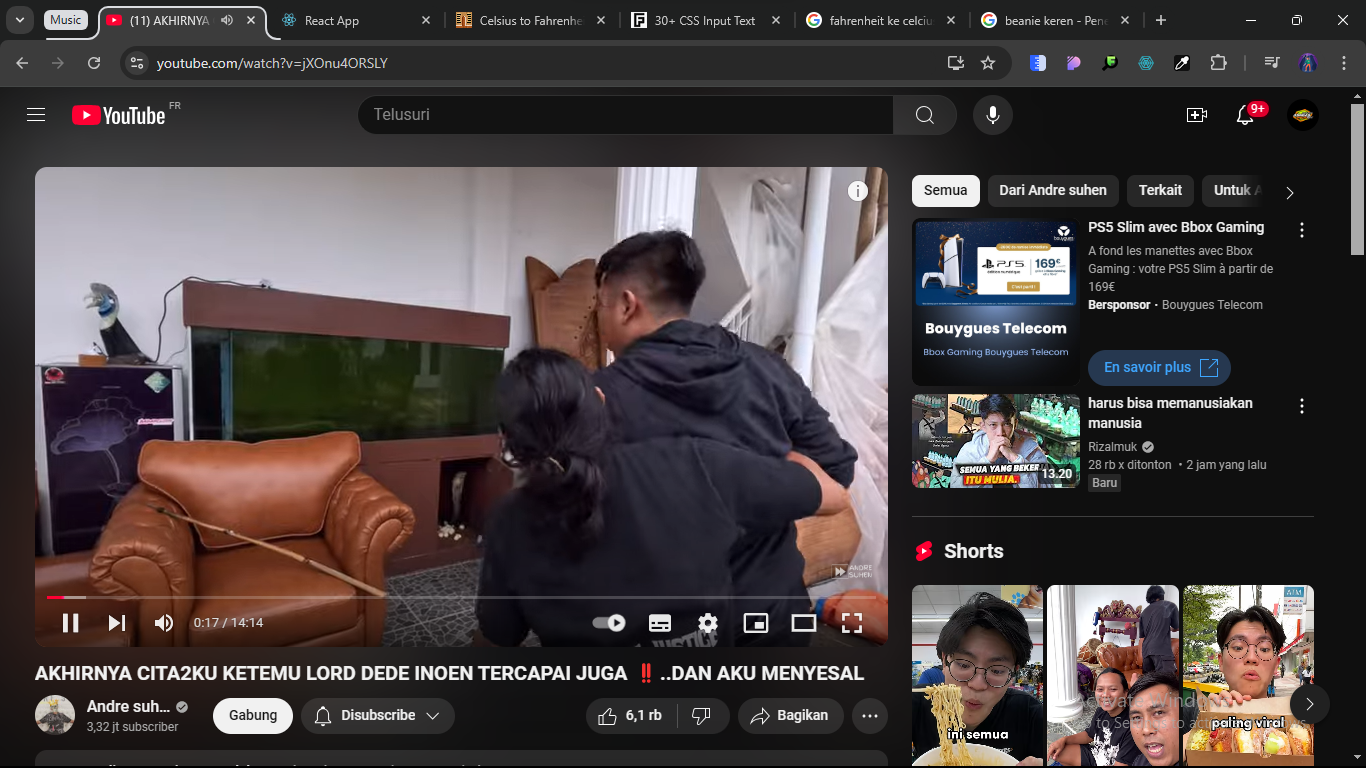 Music
(11) AKHIRNYA
React App
Celsius to Fahrenhe
30+ CSS Input Text
fahrenheit ke celciu
beanie keren - Pene
youtube.com/watch?v=jXOnu4ORSLY
YouTube FR
Telusuri
9+
Semua
Dari Andre suhen
Terkait
Untuk A
PS5 Slim avec Bbox Gaming
A fond les manettes avec Bbox
Gaming : votre PS5 Slim à partir de
169€
Bersponsor · Bouygues Telecom
PS5
169€
Bouygues Telecom
Bbox Gaming Bouygues Telecom
En savoir plus
harus bisa memanusiakan
manusia
Rizalmuk
28 rb x ditonton · 2 jam yang lalu
Baru
SEMUA YANG BEKER
ITU MULIA.
13.20
Shorts
ini semua
paling viral
ANDRE
SUHEN
0:17 / 14:14
AKHIRNYA CITA2KU KETEMU LORD DEDE INOEN TERCAPAI JUGA ‼️..DAN AKU MENYESAL
Andre suh...
3,32 jt subscriber
Gabung
Disubscribe
6,1 rb
Bagikan